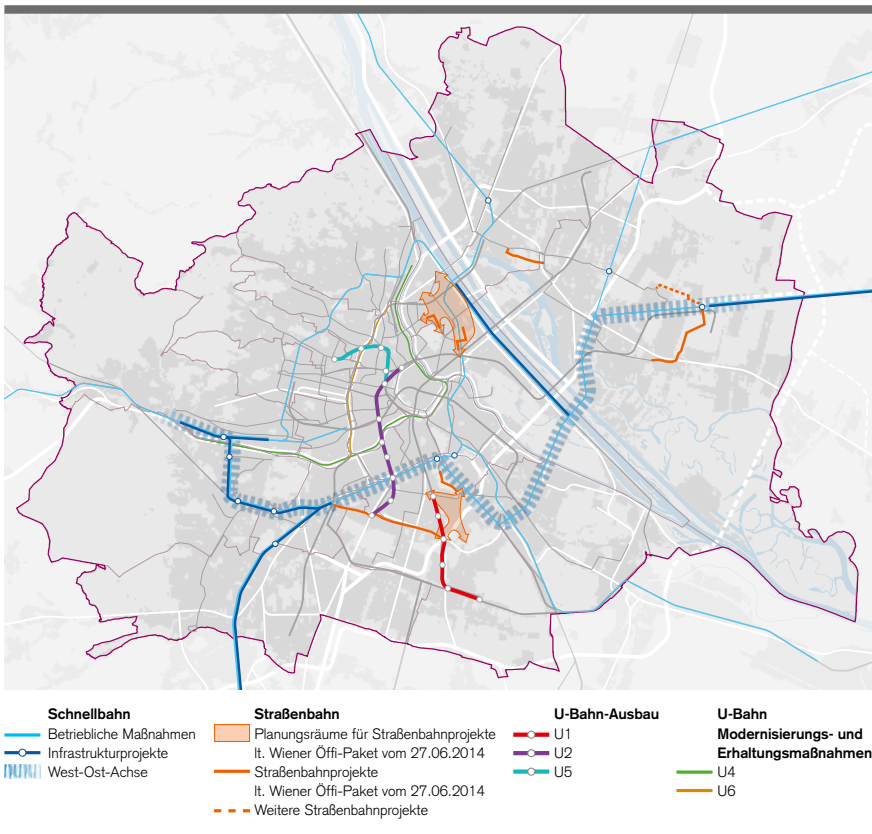 Schnellbahn
Betriebliche Maßnahmen
Infrastrukturprojekte
West-Ost-Achse
Straßenbahn
Planungsräume für Straßenbahnprojekte
lt. Wiener Öffi-Paket vom 27.06.2014
Straßenbahnprojekte
lt. Wiener Öffi-Paket vom 27.06.2014
Weitere Straßenbahnprojekte
U-Bahn-Ausbau
U1
U2
U5
U-Bahn
Modernisierungs- und
Erhaltungsmaßnahmen
U4
U6